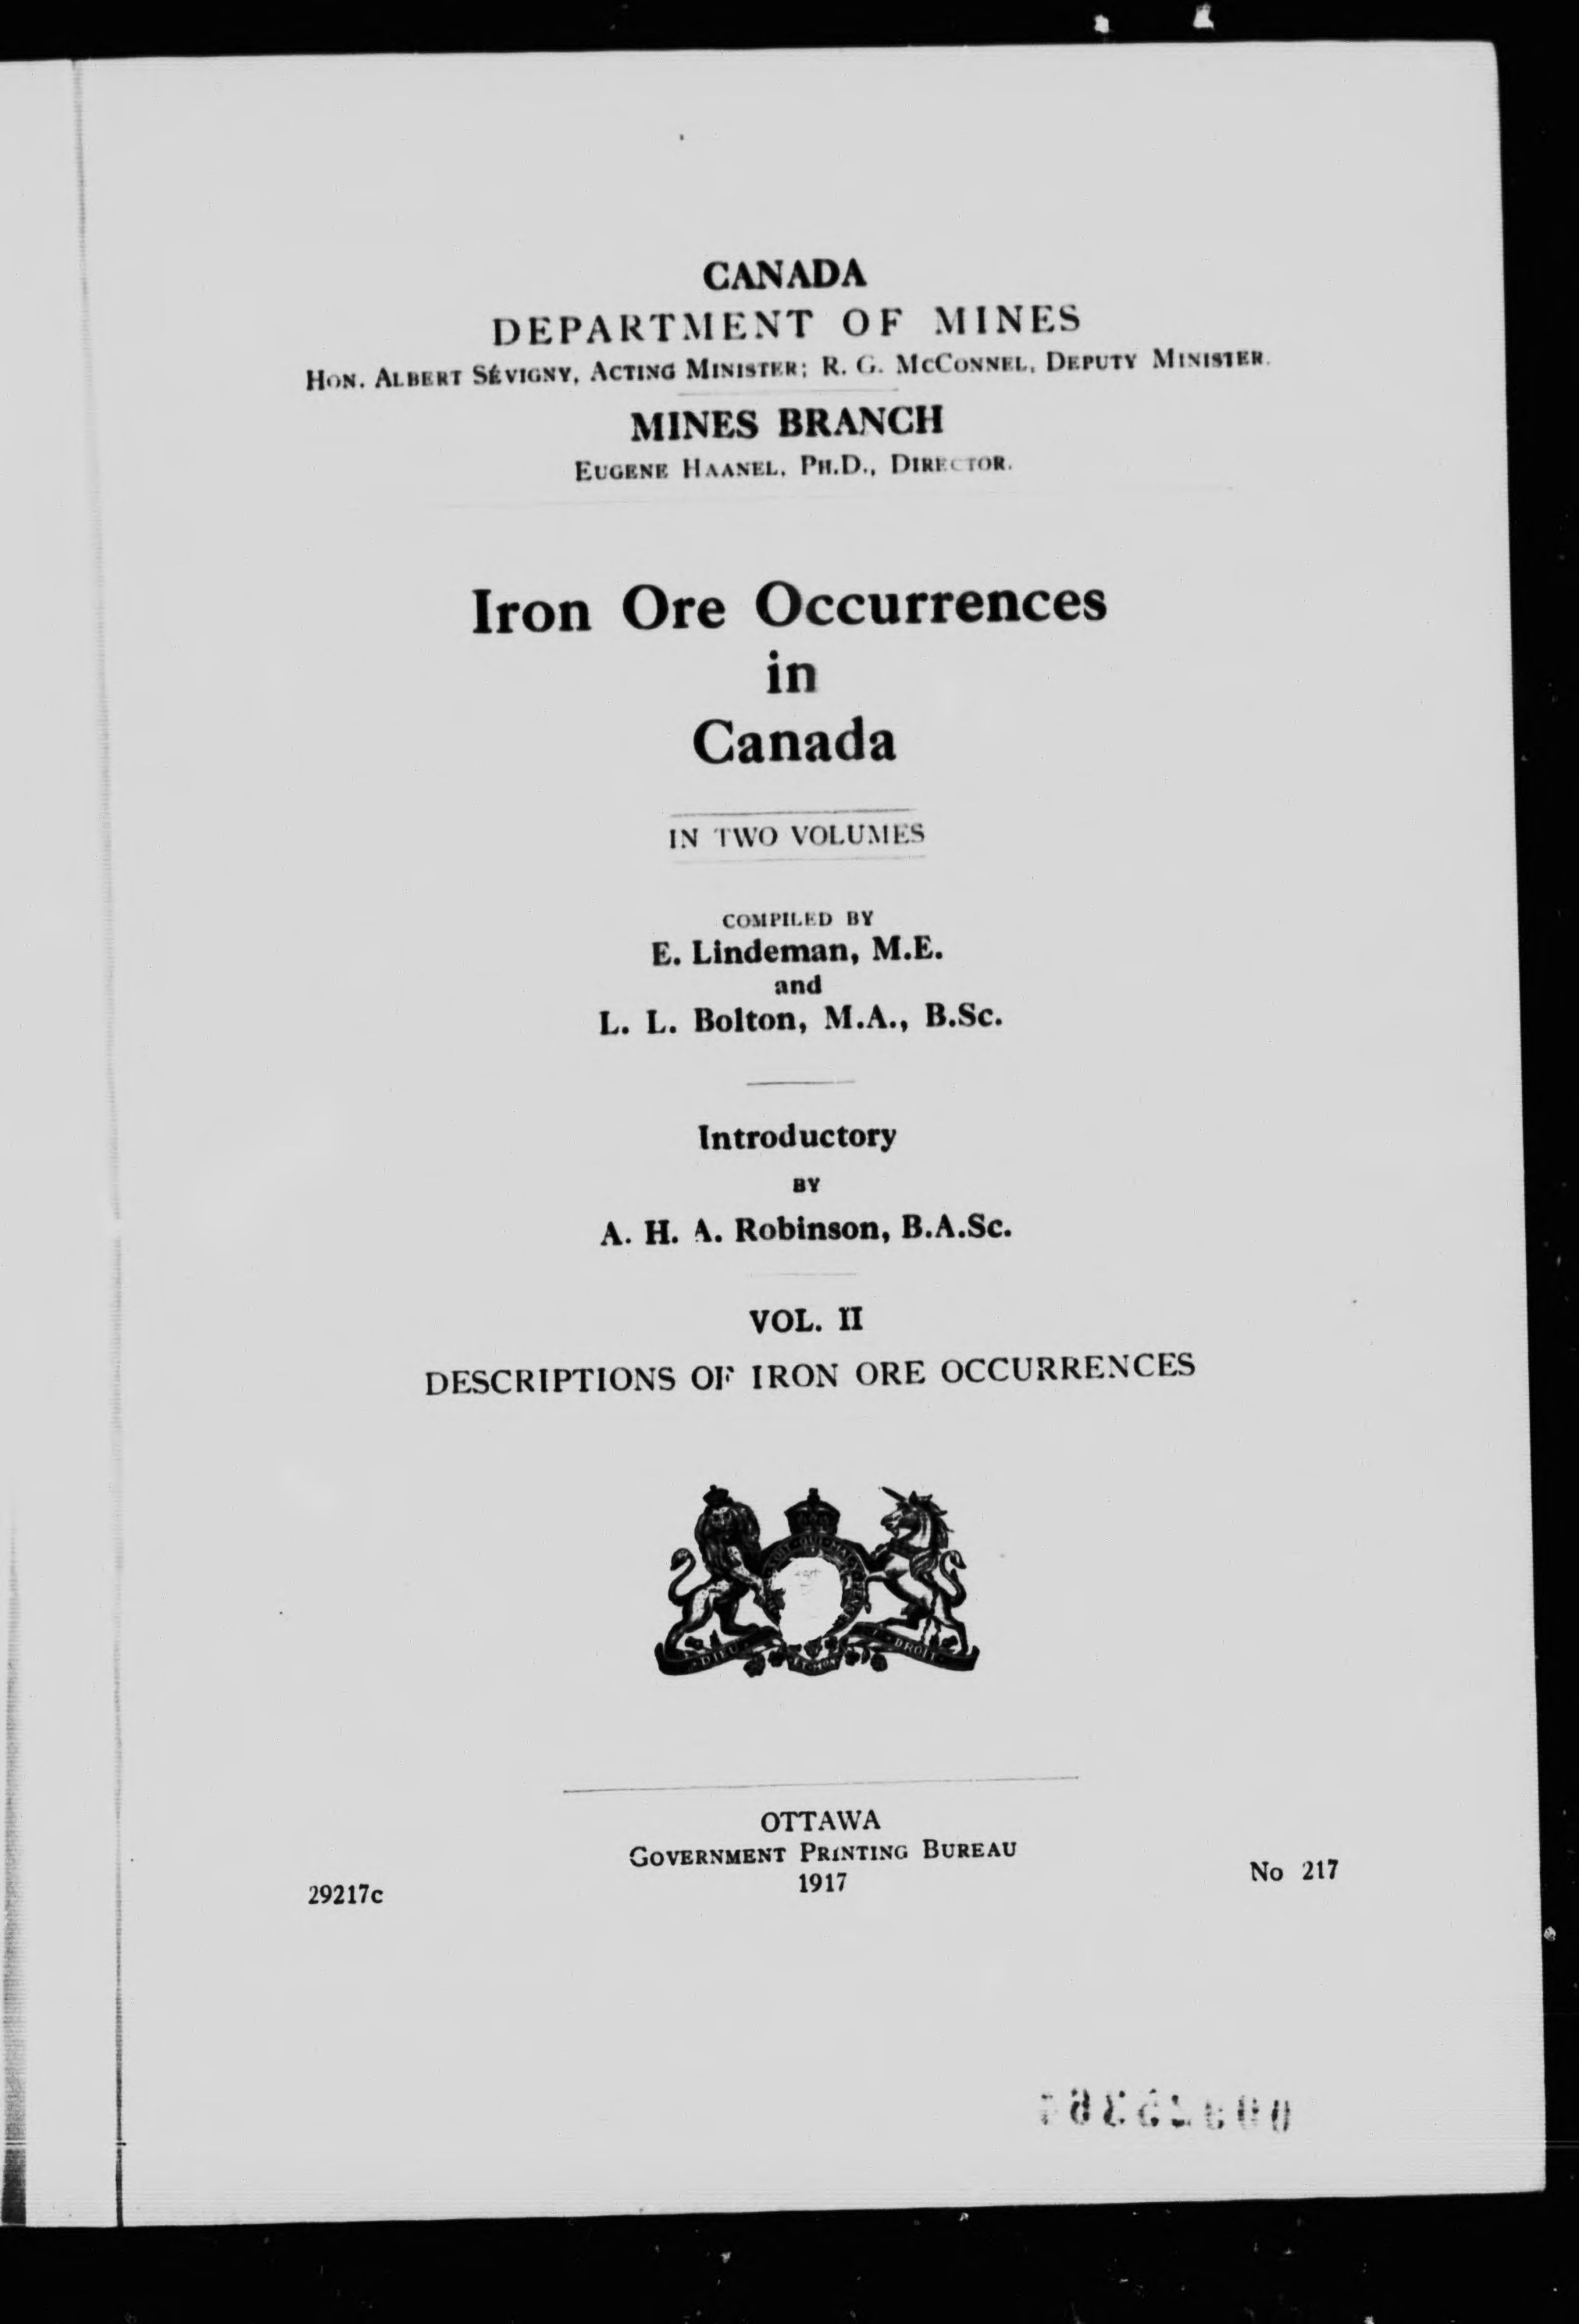 CANADA
DEPARTMENT OF MINES
HON. ALBERT SÉVIGNY, ACTING MINISTER; R. G. MCCONNEL, DEPUTY MINISTER.
MINES BRANCH
EUGENE HAANEL, PH.D., DIRECTOR.
Iron Ore Occurrences
in
Canada
IN TWO VOLUMES
COMPILED BY
E. Lindeman, M.E.
and
L. L. Bolton, M.A., B.Sc.
Introductory
BY
A. H. A. Robinson, B.A.Sc.
VOL. II
DESCRIPTIONS OF IRON ORE OCCURRENCES
DIEU DROIT
OTTAWA
GOVERNMENT PRINTING BUREAU
1917
29217c
No 217